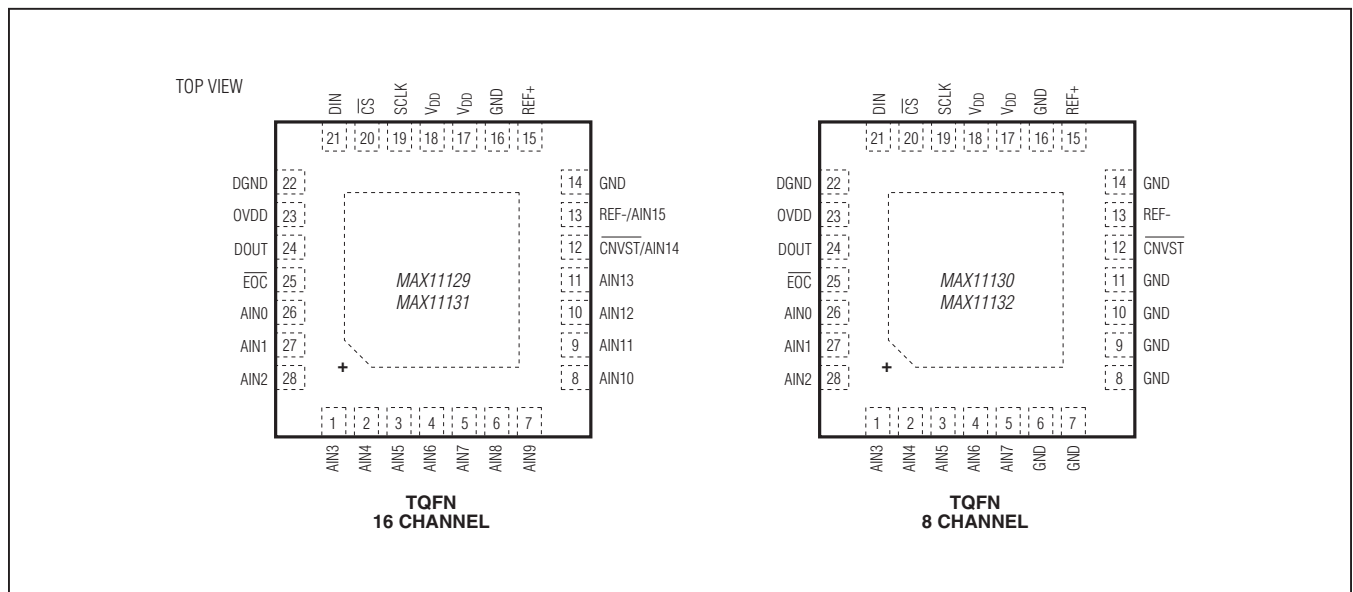 TOP VIEW
DIN CS SCLK VDD VDD GND REF+
21 20 19 18 17 16 15
DGND 22 14 GND
OVDD 23 13 REF-/AIN15
DOUT 24 12 CNVST/AIN14
EOC 25 11 AIN13
AIN0 26 10 AIN12
AIN1 27 9 AIN11
AIN2 28 8 AIN10
MAX11129
MAX11131
+
1 2 3 4 5 6 7
AIN3 AIN4 AIN5 AIN6 AIN7 AIN8 AIN9
TQFN
16 CHANNEL
DIN CS SCLK VDD VDD GND REF+
21 20 19 18 17 16 15
DGND 22 14 GND
OVDD 23 13 REF-
DOUT 24 12 CNVST
EOC 25 11 GND
AIN0 26 10 GND
AIN1 27 9 GND
AIN2 28 8 GND
MAX11130
MAX11132
+
1 2 3 4 5 6 7
AIN3 AIN4 AIN5 AIN6 AIN7 GND GND
TQFN
8 CHANNEL